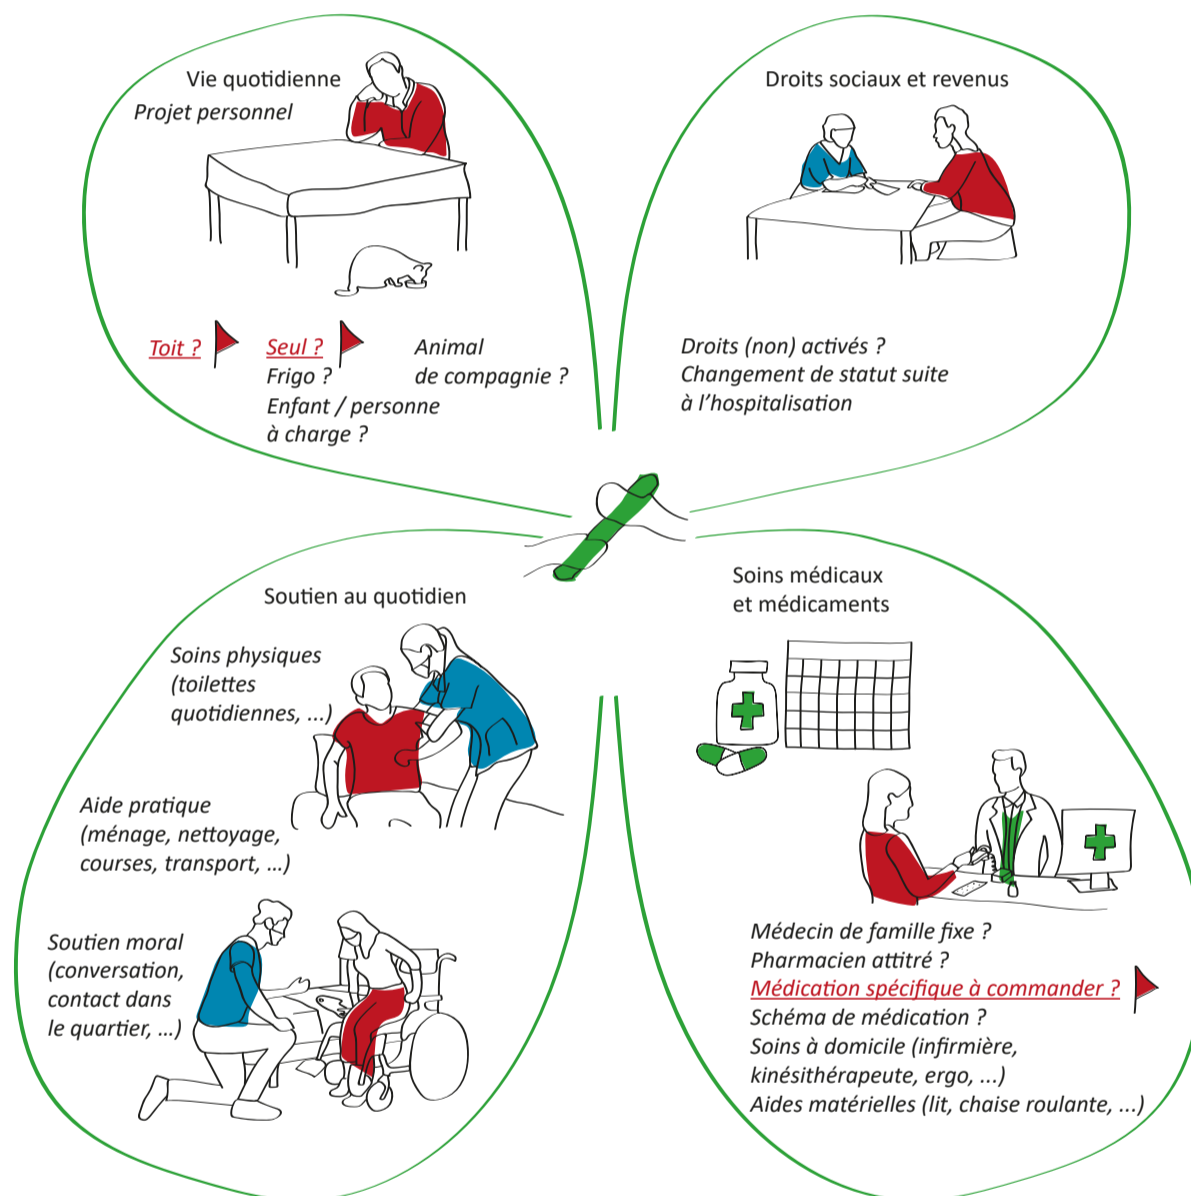 Vie quotidienne
Projet personnel
Toit ?
Seul ?
Frigo ?
Enfant / personne
à charge ?
Animal
de compagnie ?
Droits sociaux et revenus
Droits (non) activés ?
Changement de statut suite
à l'hospitalisation
Soutien au quotidien
Soins physiques
(toilettes
quotidiennes, ...)
Aide pratique
(ménage, nettoyage,
courses, transport, ...)
Soutien moral
(conversation,
contact dans
le quartier, ...)
Soins médicaux
et médicaments
Médecin de famille fixe ?
Pharmacien attitré ?
Médication spécifique à commander ?
Schéma de médication ?
Soins à domicile (infirmière,
kinésithérapeute, ergo, ...)
Aides matérielles (lit, chaise roulante, ...)